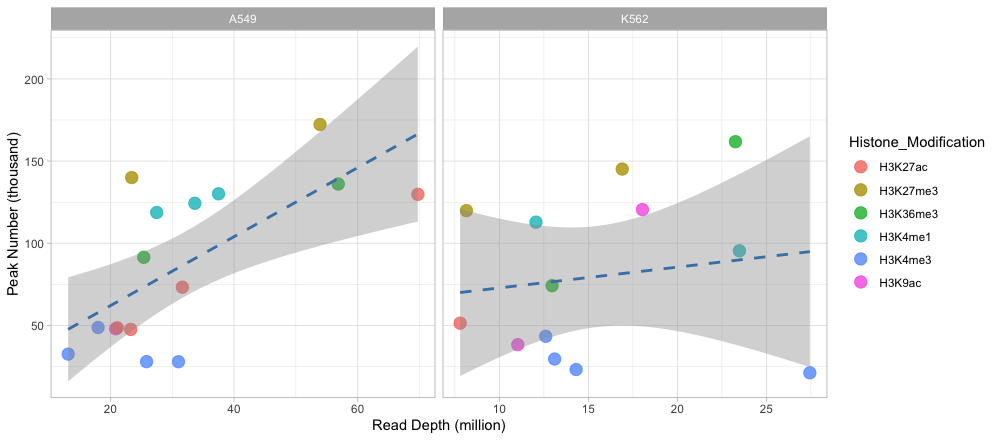 A549
K562
Peak Number (thousand)
200
150
100
50
20
40
60
10
15
20
25
Read Depth (million)
Histone_Modification
H3K27ac
H3K27me3
H3K36me3
H3K4me1
H3K4me3
H3K9ac